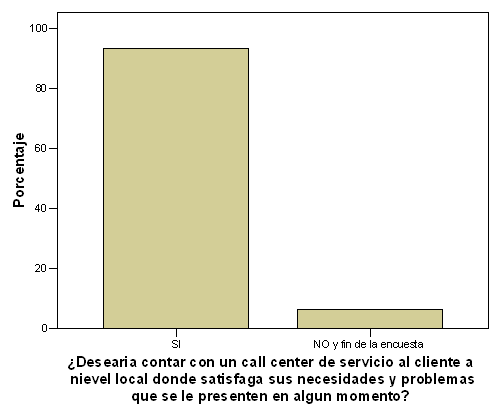 100
80
60
40
20
0
Porcentaje
SI
NO y fin de la encuesta
¿Desearia contar con un call center de servicio al cliente a
nievel local donde satisfaga sus necesidades y problemas
que se le presenten en algun momento?